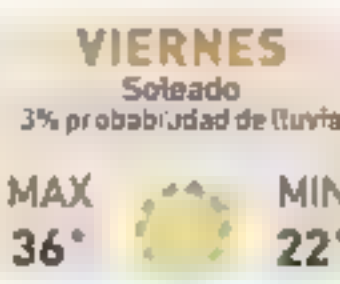 VIERNES
Soleado
3% probabilidad de lluvia
MAX MIN
36° 22°